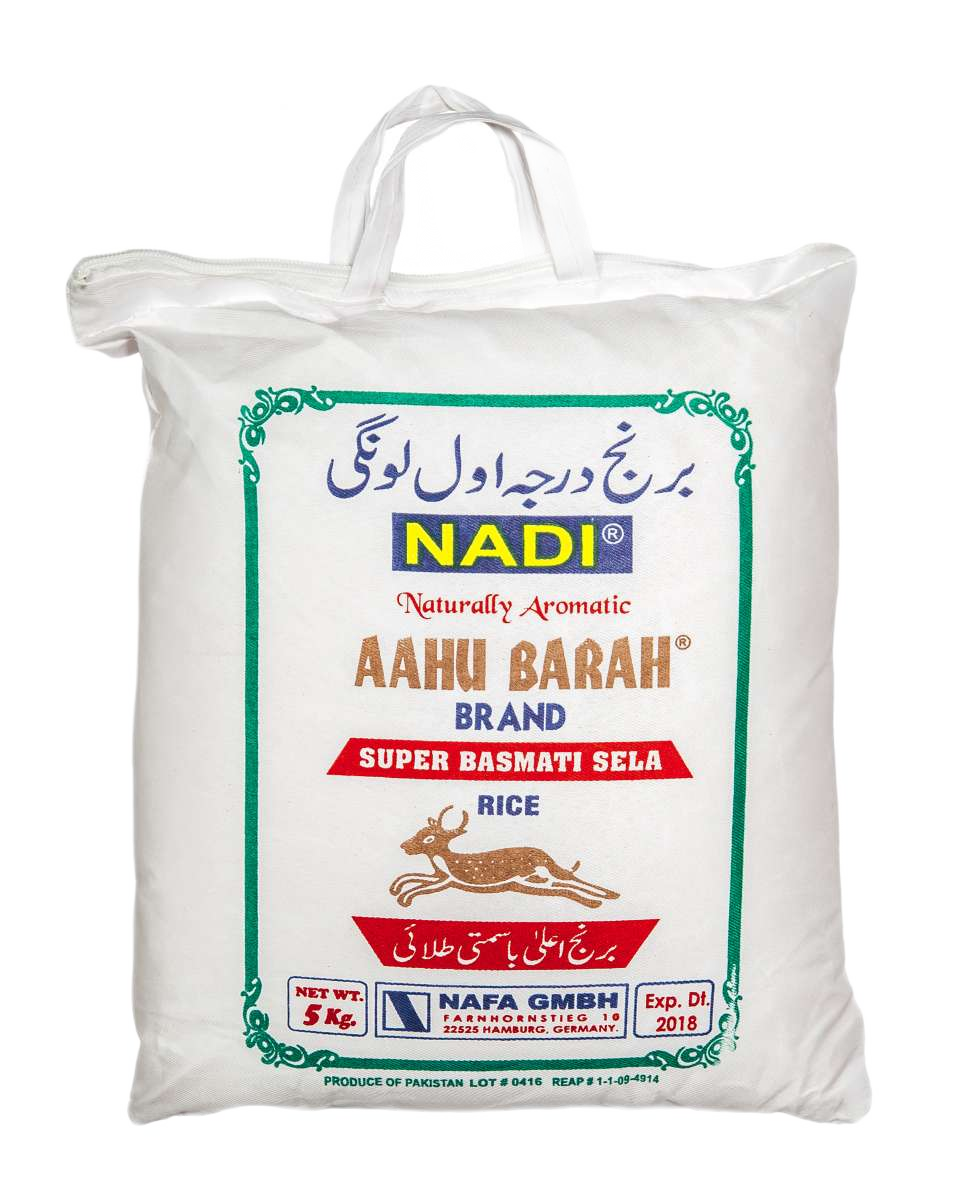 برنج درجہ اول لونگی
NADI®
Naturally Aromatic
AAHU BARAH®
BRAND
SUPER BASMATI SELA
RICE
برنج اعلیٰ باسمتی طلائی
NET WT.
5 Kg.
NAFA GMBH
FARNHORNSTIEG 10
22525 HAMBURG, GERMANY.
Exp. Dt.
2018
PRODUCE OF PAKISTAN LOT # 0416 REAP # 1-1-09-4914